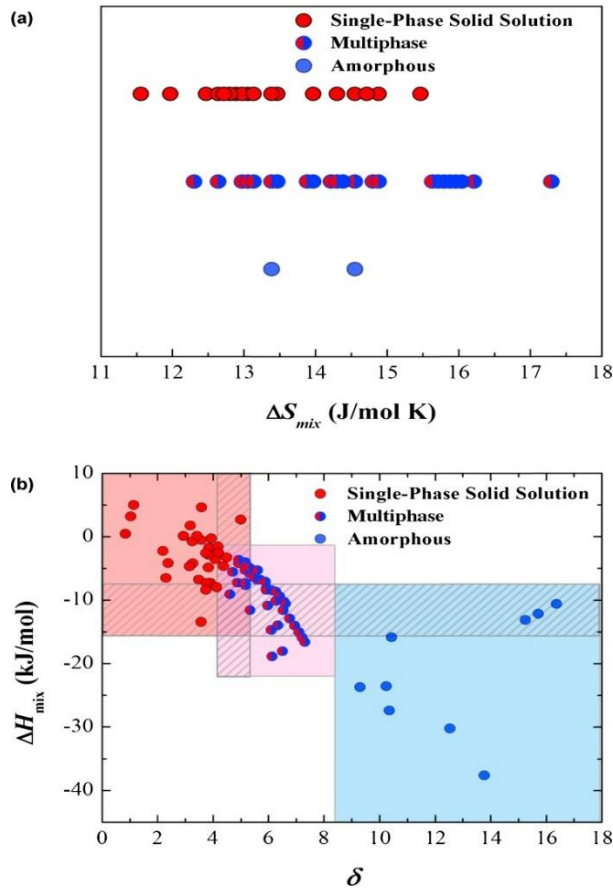 (a)
Single-Phase Solid Solution
Multiphase
Amorphous
11 12 13 14 15 16 17 18
ΔS_mix (J/mol K)
(b)
Single-Phase Solid Solution
Multiphase
Amorphous
10
0
-10
-20
-30
-40
ΔH_mix (kJ/mol)
0 2 4 6 8 10 12 14 16 18
δ